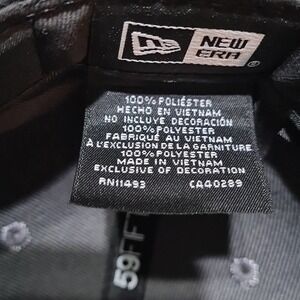 NEW
ERA
®
100% POLIÉSTER
HECHO EN VIETNAM
NO INCLUYE DECORACIÓN
100% POLYESTER
FABRIQUÉ AU VIETNAM
À L'EXCLUSION DE LA GARNITURE
100% POLYESTER
MADE IN VIETNAM
EXCLUSIVE OF DECORATION
RN11493 CA40289